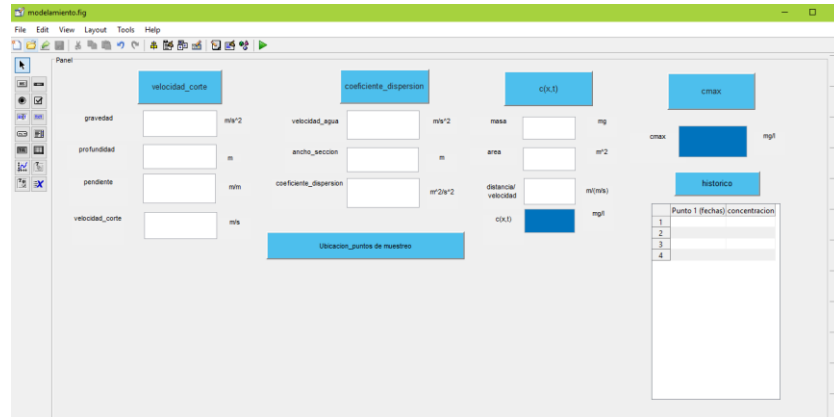 modelamiento.fig
File Edit View Layout Tools Help
Panel
velocidad_corte
gravedad
m/s^2
profundidad
m
pendiente
m/m
velocidad_corte
m/s
coeficiente_dispersion
velocidad_agua
m/s^2
ancho_seccion
m
coeficiente_dispersion
m^2/s^2
Ubicacion_puntos de muestreo
c(x,t)
masa
mg
area
m^2
distancia/
velocidad
m/(m/s)
c(x,t)
mg/l
cmax
cmax
mg/l
historico
Punto 1 (fechas) concentracion
1
2
3
4